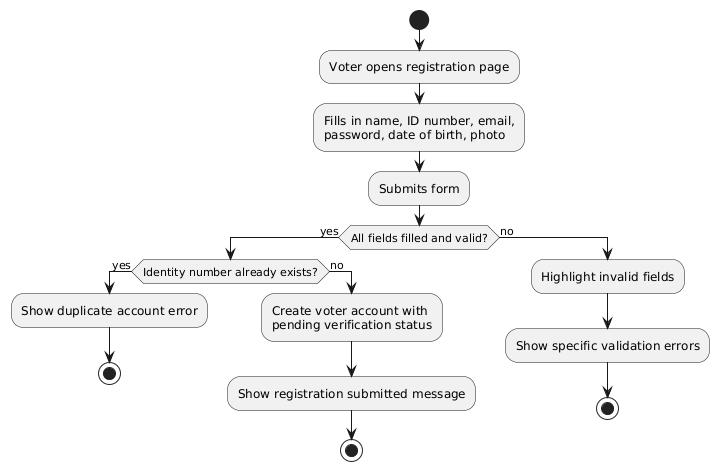 Voter opens registration page
Fills in name, ID number, email,
password, date of birth, photo
Submits form
yes
All fields filled and valid?
no
yes
Identity number already exists?
no
Highlight invalid fields
Show duplicate account error
Create voter account with
pending verification status
Show specific validation errors
Show registration submitted message